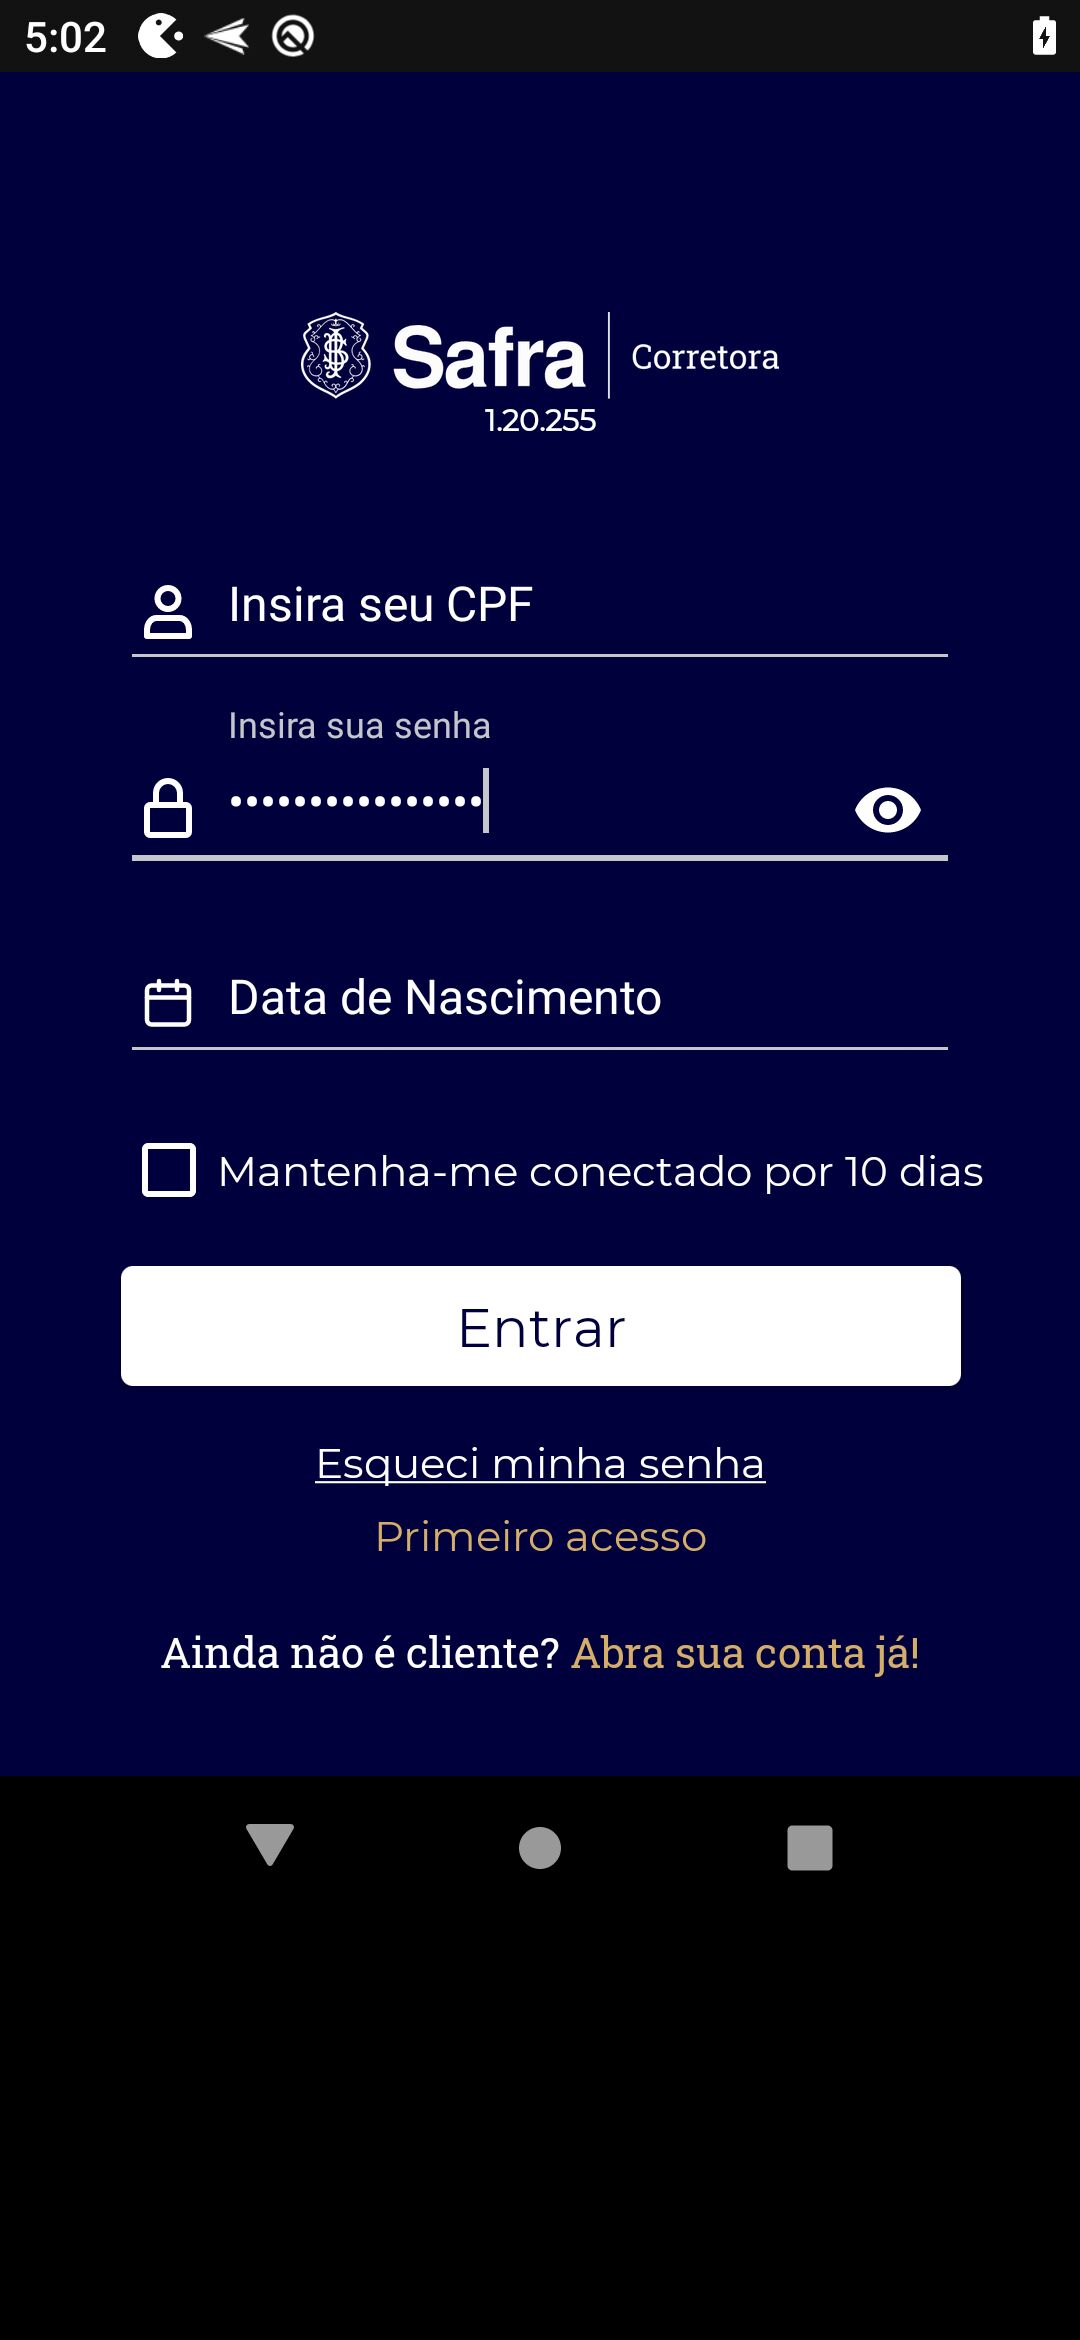 5:02
Safra Corretora
1.20.255
Insira seu CPF
Insira sua senha
••••••••••••••••
Data de Nascimento
Mantenha-me conectado por 10 dias
Entrar
Esqueci minha senha
Primeiro acesso
Ainda não é cliente? Abra sua conta já!